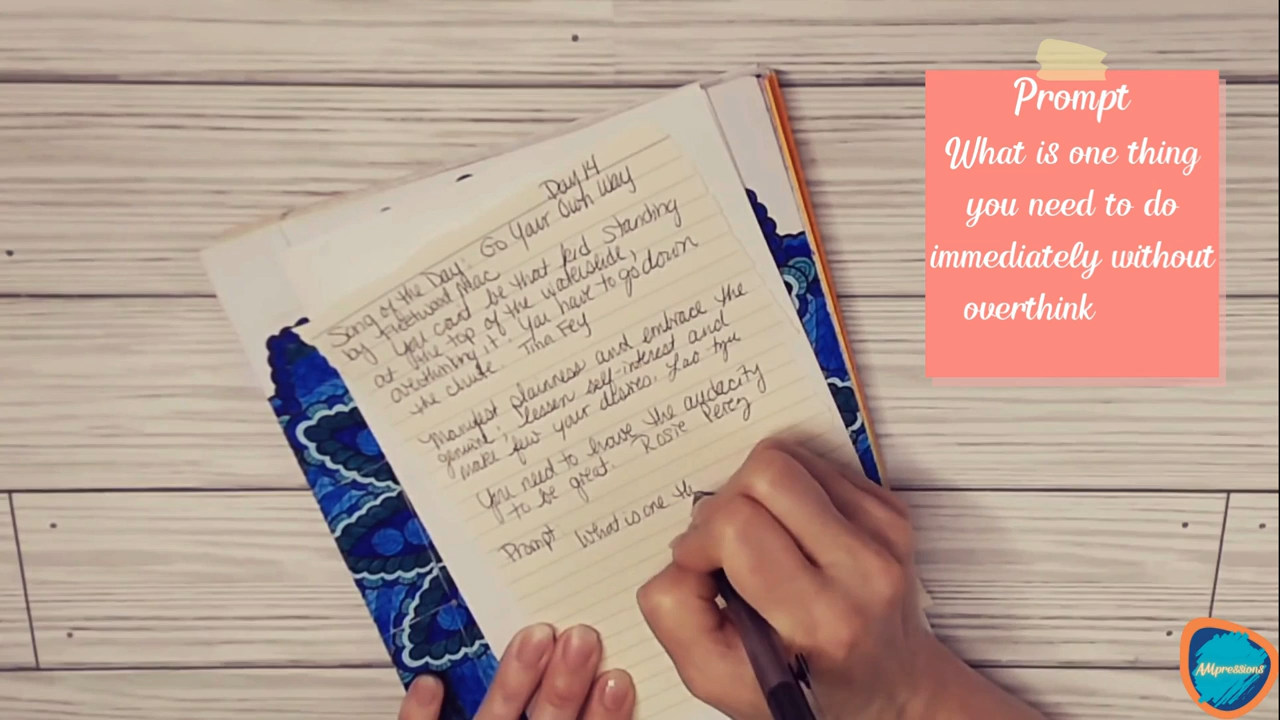 Day 14
Song of the Day: Go Your Own Way
by Fleetwood Mac
"You can't be that kid standing
at the top of the waterslide,
overthinking it. You have to go down
the chute." Tina Fey
Manifest plainness and embrace the
genuine; lessen self-interest and
make few your desires. Lao tzu
You need to have the audacity
to be great. Rosie Perez
Prompt What is one th
Prompt
What is one thing
you need to do
immediately without
overthink
AMpressions